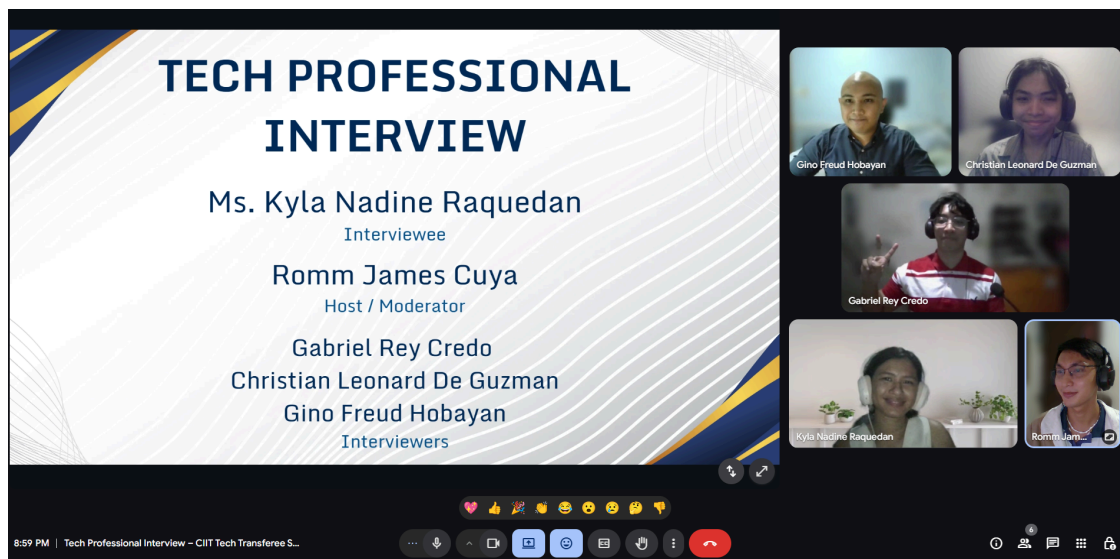 TECH PROFESSIONAL
INTERVIEW
Ms. Kyla Nadine Raquedan
Interviewee
Romm James Cuya
Host / Moderator
Gabriel Rey Credo
Christian Leonard De Guzman
Gino Freud Hobayan
Interviewers
Gino Freud Hobayan
Christian Leonard De Guzman
Gabriel Rey Credo
Kyla Nadine Raquedan
Romm Jam...
8:59 PM | Tech Professional Interview – CIIT Tech Transferee S...
6